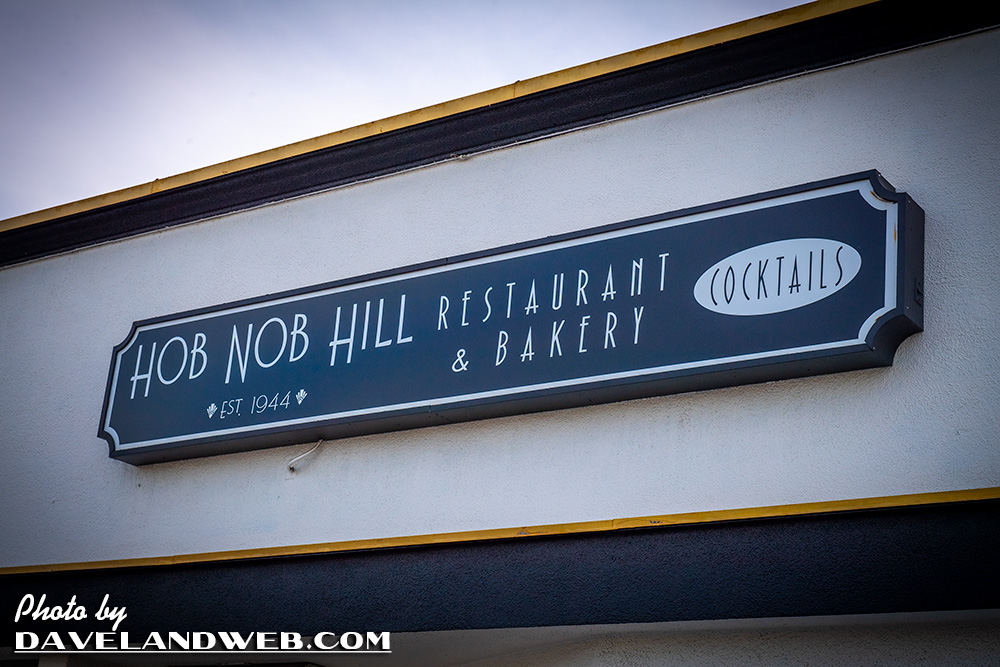 HOB NOB HILL
EST. 1944
RESTAURANT
& BAKERY
COCKTAILS
Photo by
DAVELANDWEB.COM